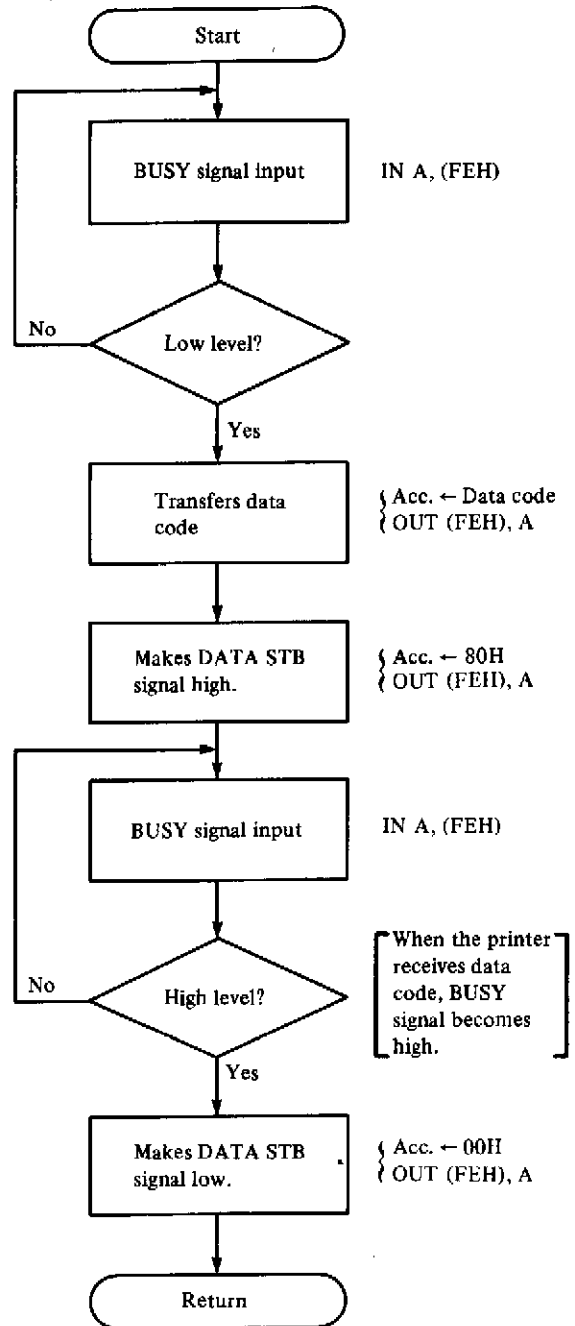 Start
BUSY signal input
IN A, (FEH)
Low level?
No
Yes
Transfers data
code
Acc. ← Data code
OUT (FEH), A
Makes DATA STB
signal high.
Acc. ← 80H
OUT (FEH), A
BUSY signal input
IN A, (FEH)
High level?
No
When the printer
receives data
code, BUSY
signal becomes
high.
Yes
Makes DATA STB
signal low.
Acc. ← 00H
OUT (FEH), A
Return